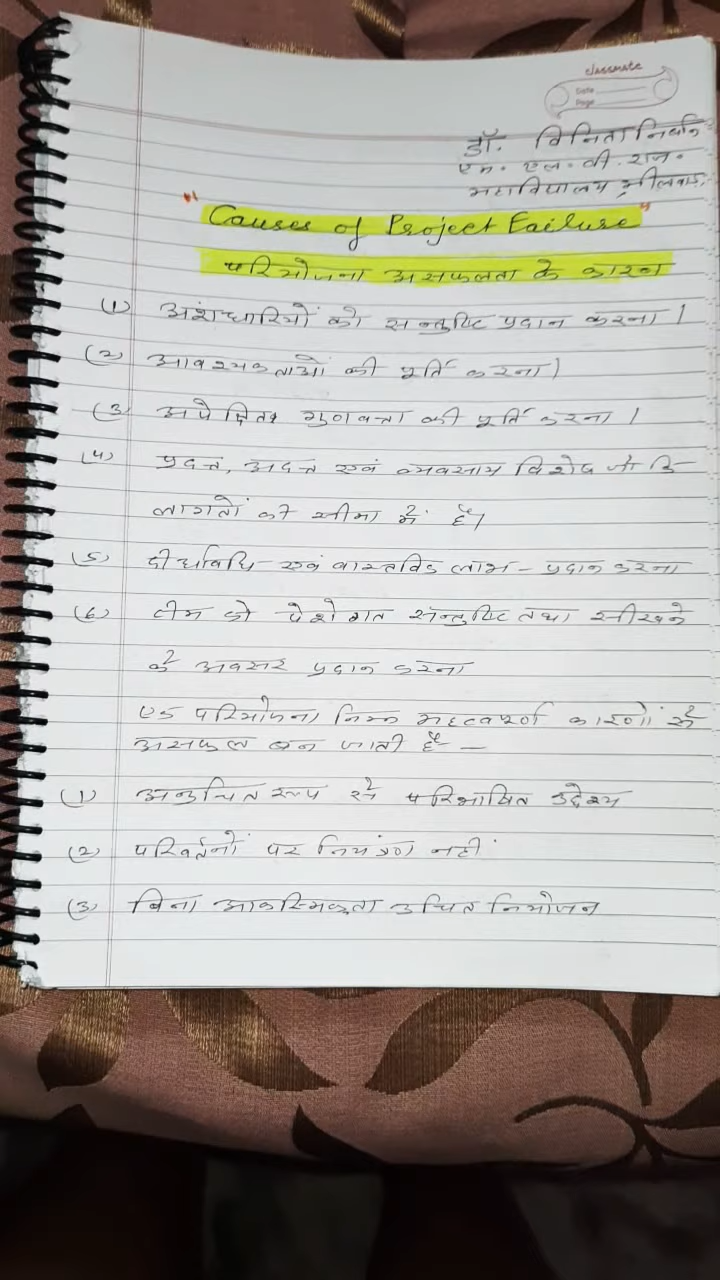 classmate
Date
Page
डॉ. विनिता
एम. एल. वी. राज.
महाविद्यालय भीलवाड़ा
"Causes of Project Failure"
परियोजना असफलता के कारण
(1) अंशधारियों को सन्तुष्टि प्रदान करना।
(2) आवश्यकताओं की पूर्ति करना।
(3) अपेक्षित गुणवत्ता की पूर्ति करना।
(4) प्रदत्त, अदत्त एवं व्यवसाय विशेष जो कि
लागतों की सीमा में है।
(5) दीर्घावधि एवं वास्तविक लाभ - प्रदान करना
(6) टीम को पेशेगत सन्तुष्टि तथा सीखने
के अवसर प्रदान करना
एक परियोजना निम्न महत्वपूर्ण कारणों से
असफल बन जाती है -
(1) अनुचित रूप से परिभाषित उद्देश्य
(2) परिवर्तनों पर नियंत्रण नहीं
(3) बिना आकस्मिकता उचित नियोजन